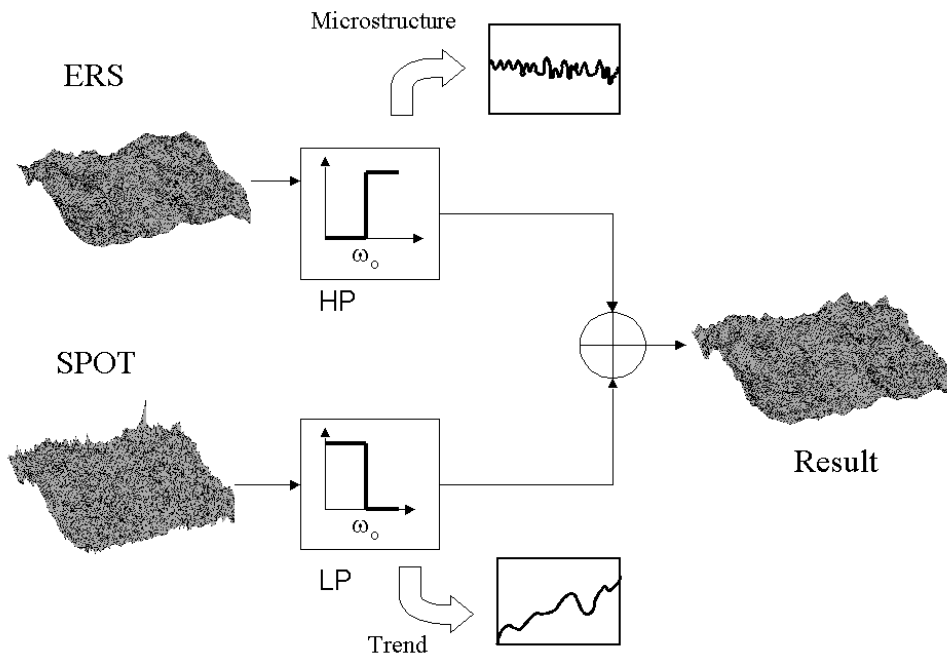 Microstructure
ERS
ω₀
HP
SPOT
Result
ω₀
LP
Trend